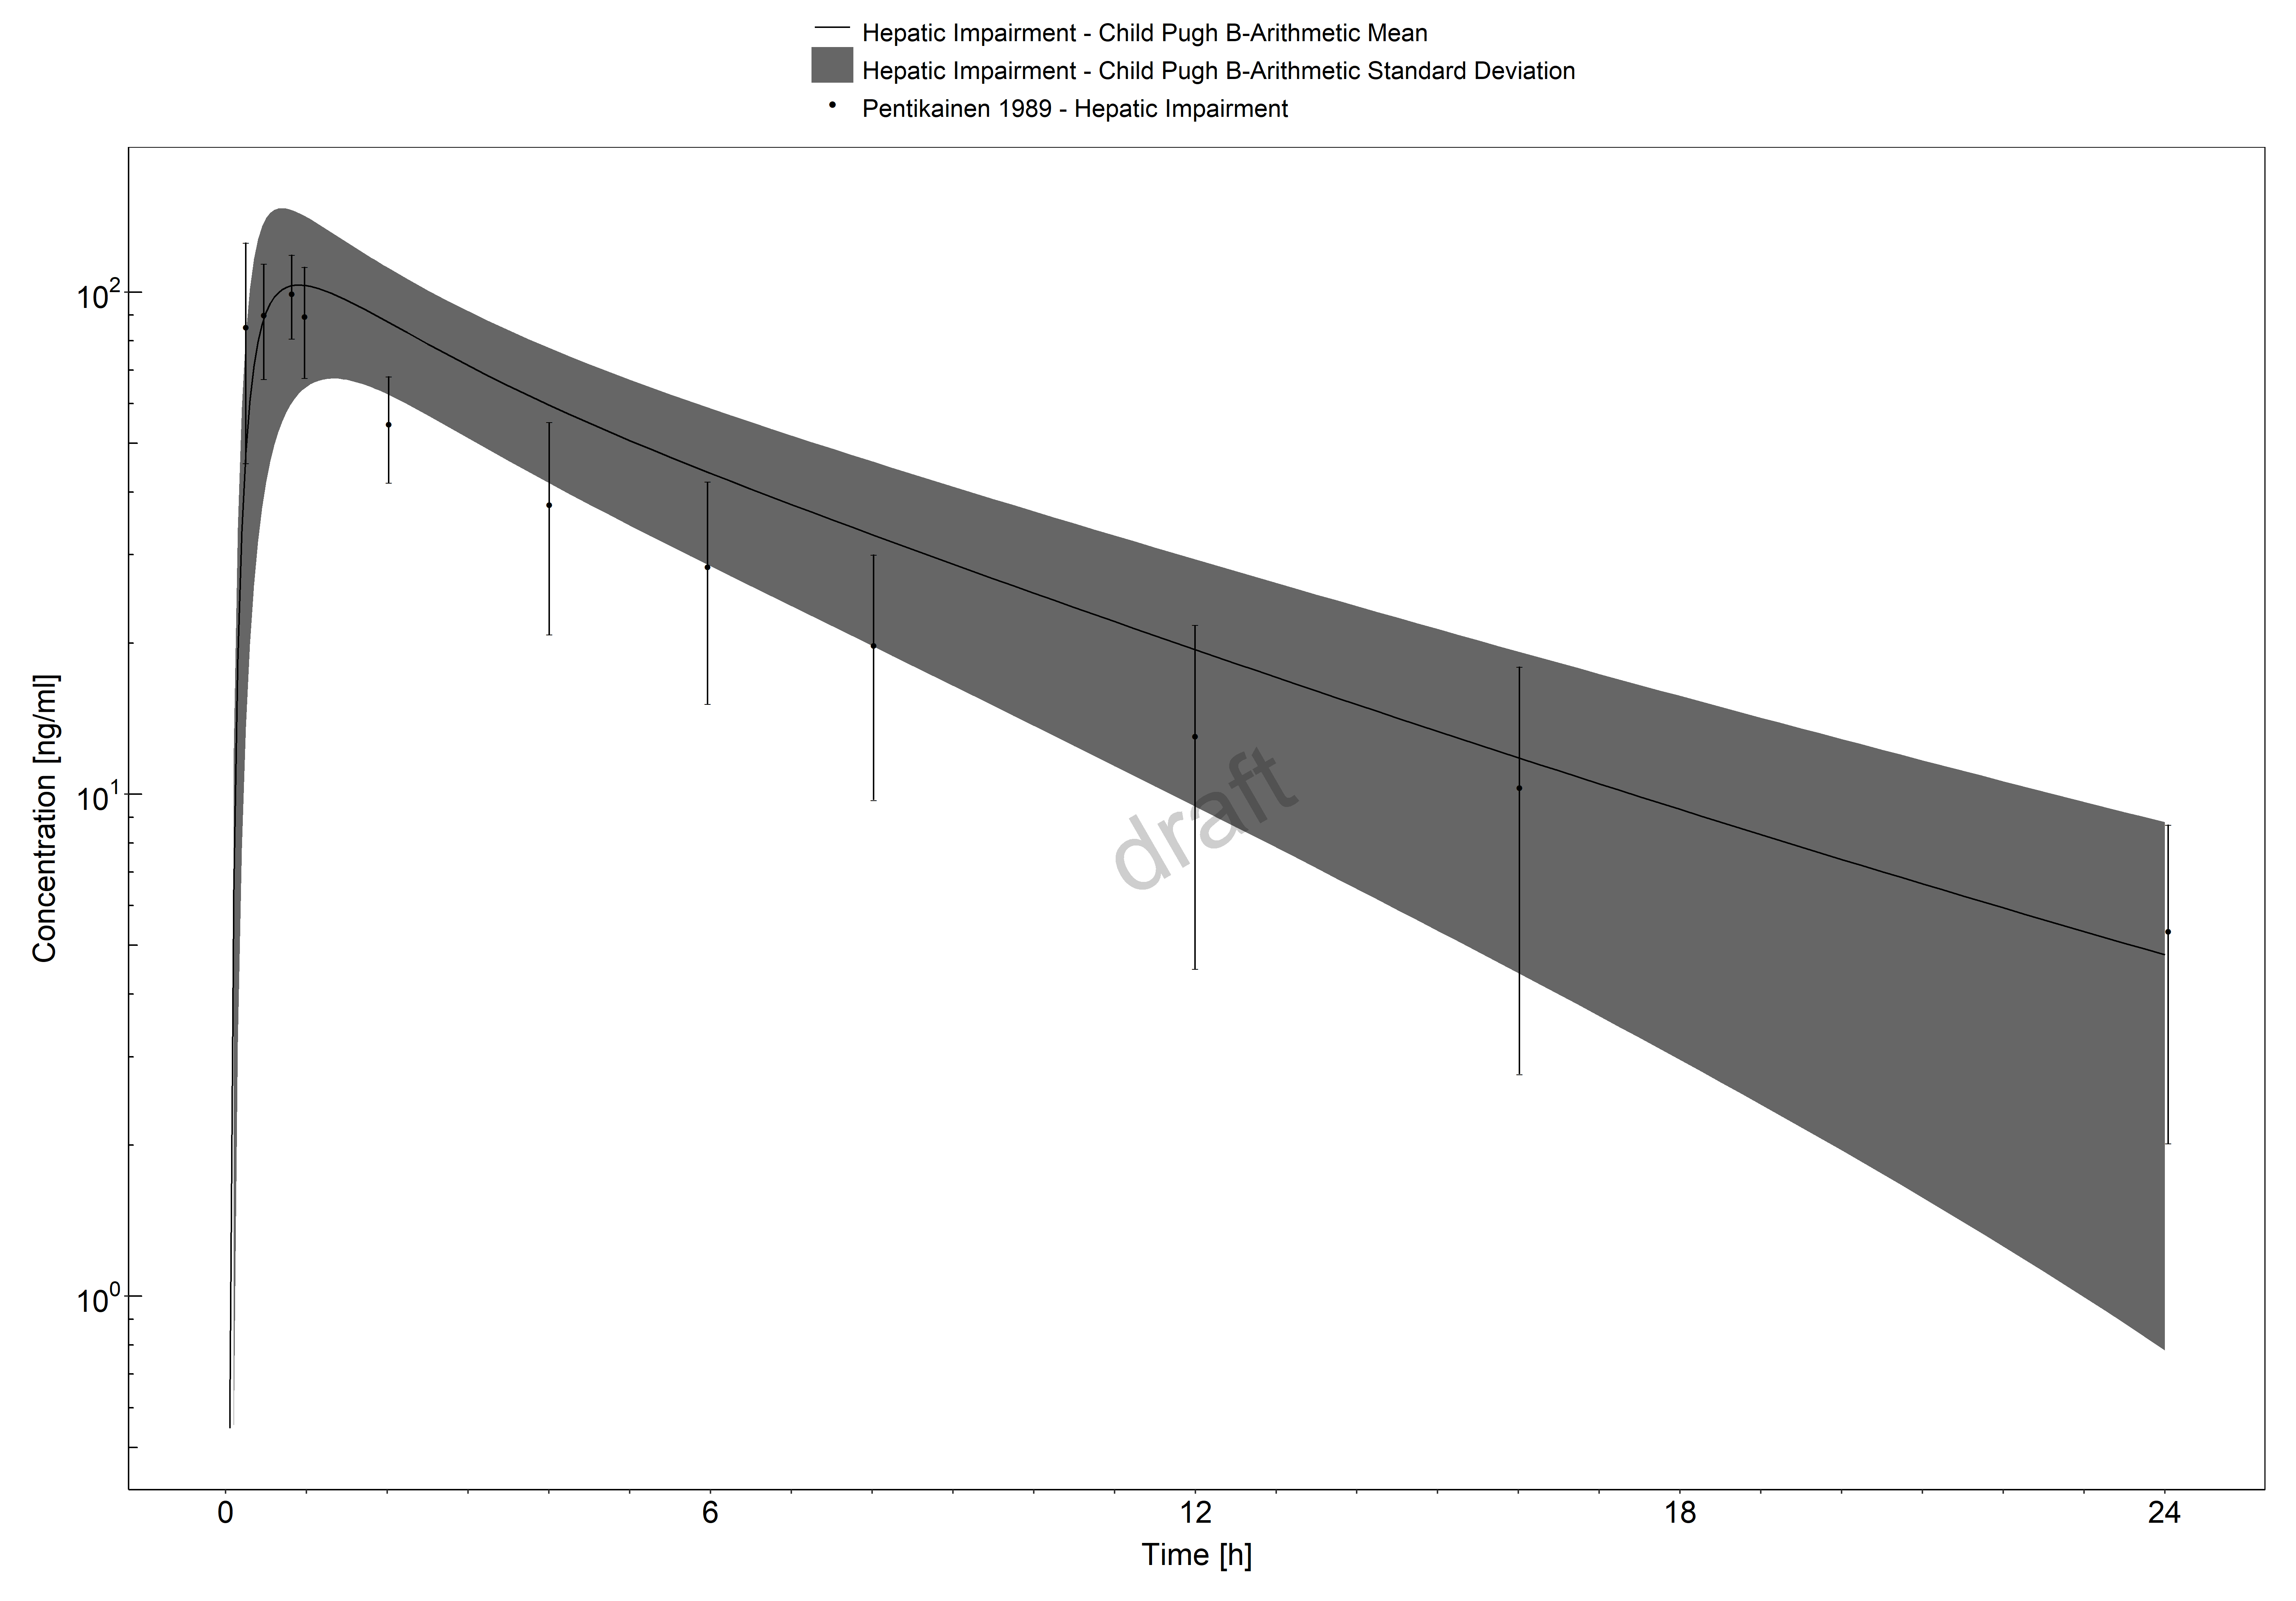 Hepatic Impairment - Child Pugh B-Arithmetic Mean
Hepatic Impairment - Child Pugh B-Arithmetic Standard Deviation
Pentikainen 1989 - Hepatic Impairment
10²
10¹
10⁰
Concentration [ng/ml]
draft
0 6 12 18 24
Time [h]